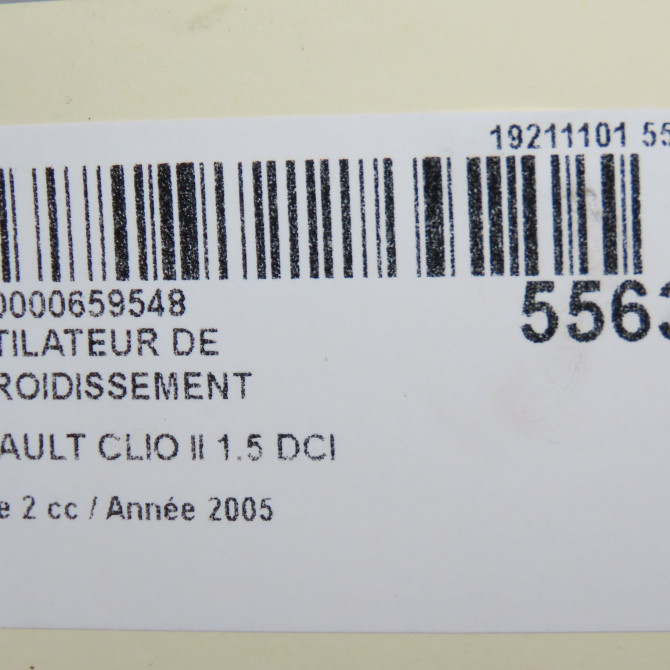 19211101 55
0000659548
5563
TILATEUR DE
ROIDISSEMENT
AULT CLIO II 1.5 DCI
e 2 cc / Année 2005